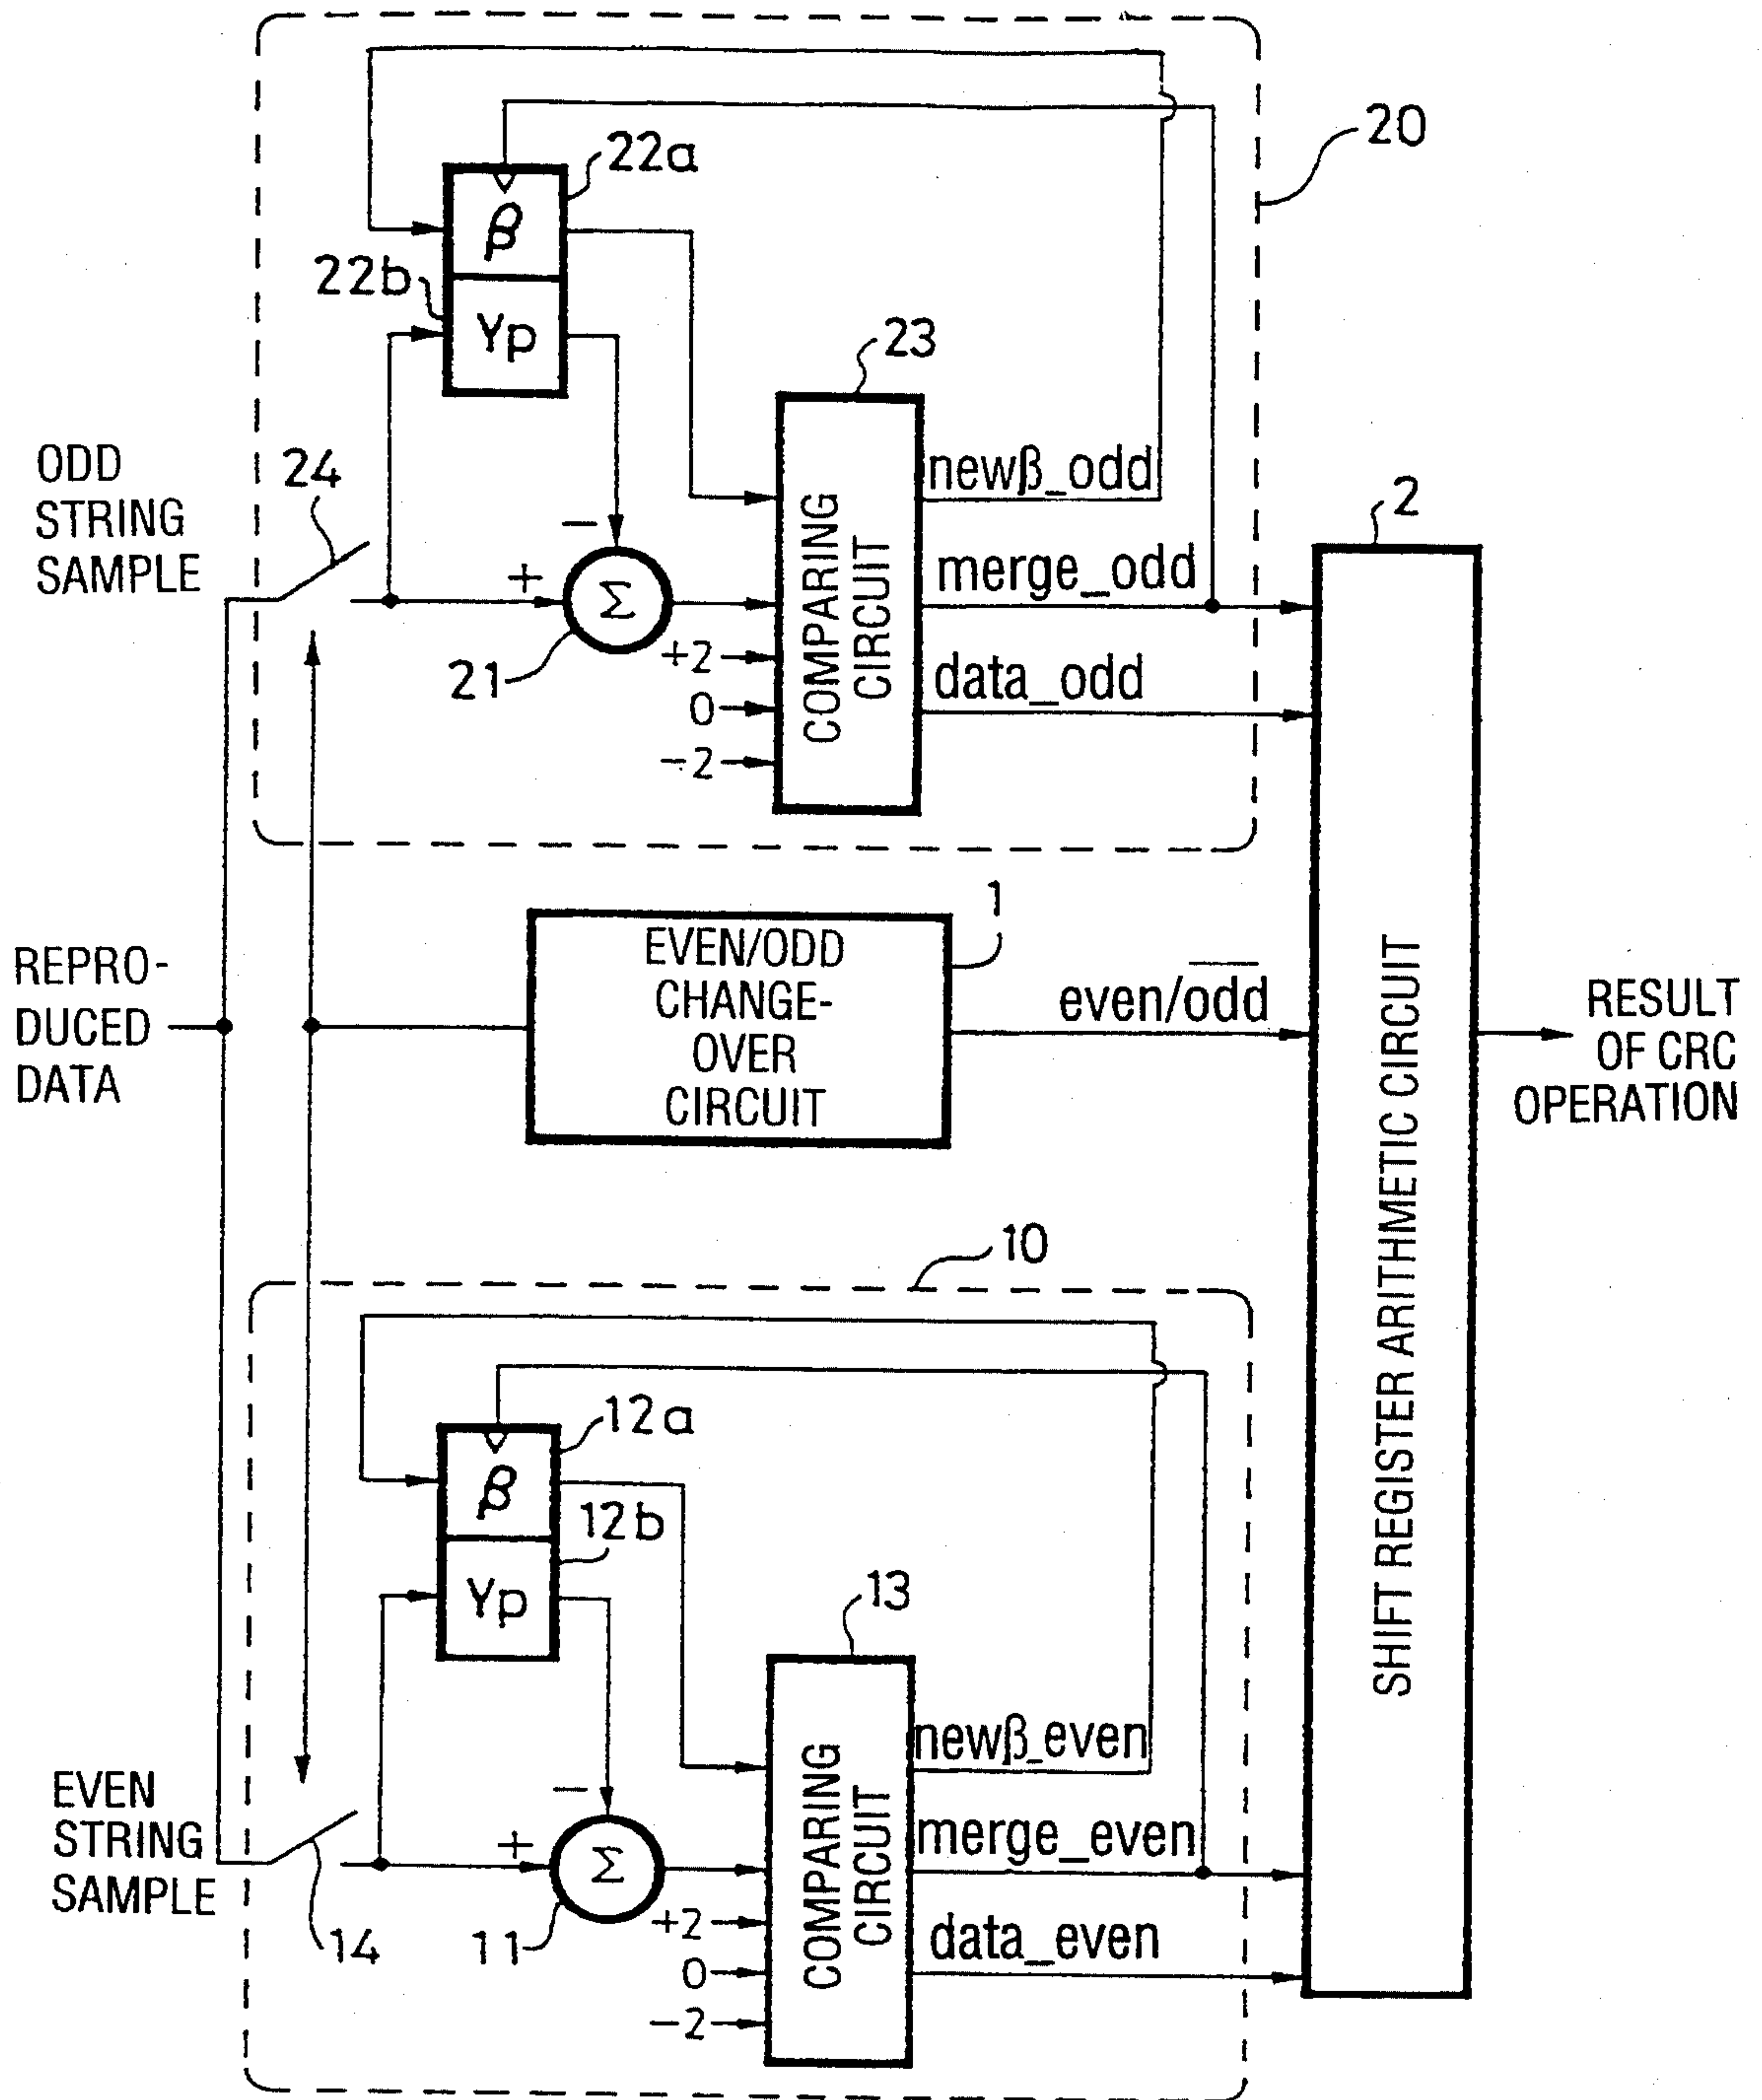 20
22a
β
22b
Yp
23
ODD
STRING
SAMPLE
24
newβ_odd
2
−
+
Σ
merge_odd
21
+2
data_odd
0
−2
COMPARING
CIRCUIT
1
EVEN/ODD
CHANGE-
OVER
CIRCUIT
REPRO-
DUCED
DATA
even/o̅d̅d̅
SHIFT REGISTER ARITHMETIC CIRCUIT
RESULT
OF CRC
OPERATION
10
12a
β
12b
Yp
13
newβ_even
EVEN
STRING
SAMPLE
−
+
Σ
merge_even
14
11
+2
data_even
0
−2
COMPARING
CIRCUIT